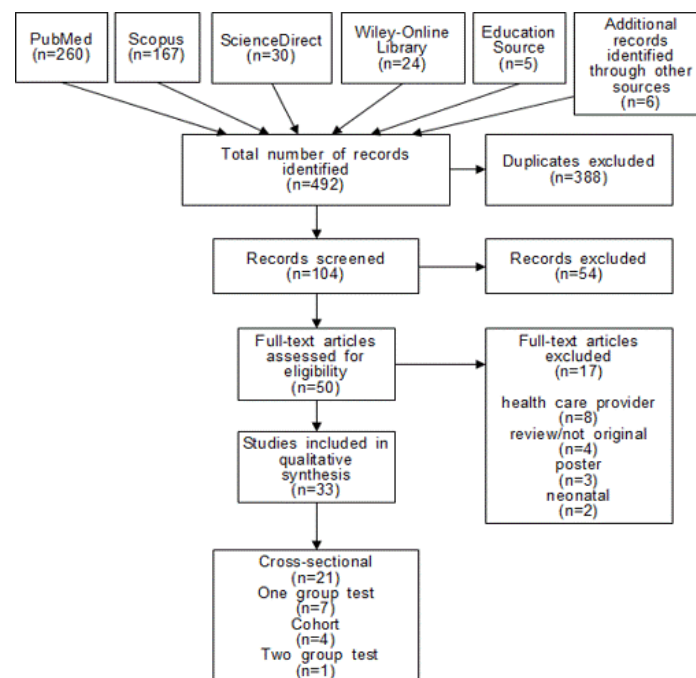 PubMed
(n=260)
Scopus
(n=167)
ScienceDirect
(n=30)
Wiley-Online
Library
(n=24)
Education
Source
(n=5)
Additional
records
identified
through other
sources
(n=6)
Total number of records
identified
(n=492)
Duplicates excluded
(n=388)
Records screened
(n=104)
Records excluded
(n=54)
Full-text articles
assessed for
eligibility
(n=50)
Full-text articles
excluded
(n=17)
health care provider
(n=8)
review/not original
(n=4)
poster
(n=3)
neonatal
(n=2)
Studies included in
qualitative
synthesis
(n=33)
Cross-sectional
(n=21)
One group test
(n=7)
Cohort
(n=4)
Two group test
(n=1)